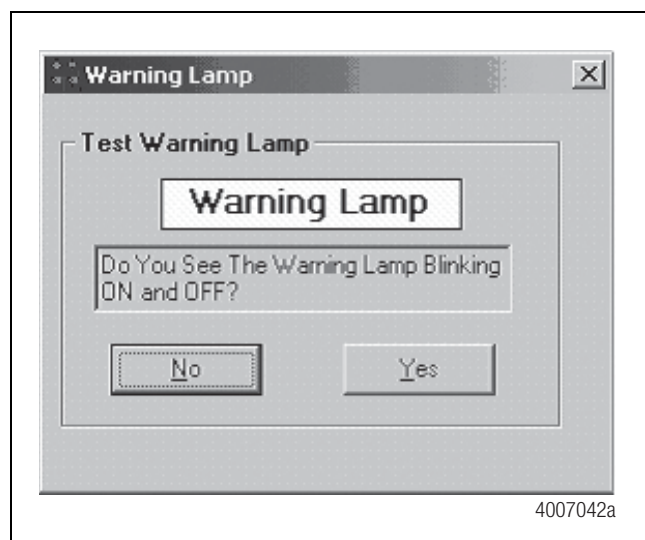 Warning Lamp
Test Warning Lamp
Warning Lamp
Do You See The Warning Lamp Blinking
ON and OFF?
No
Yes
4007042a